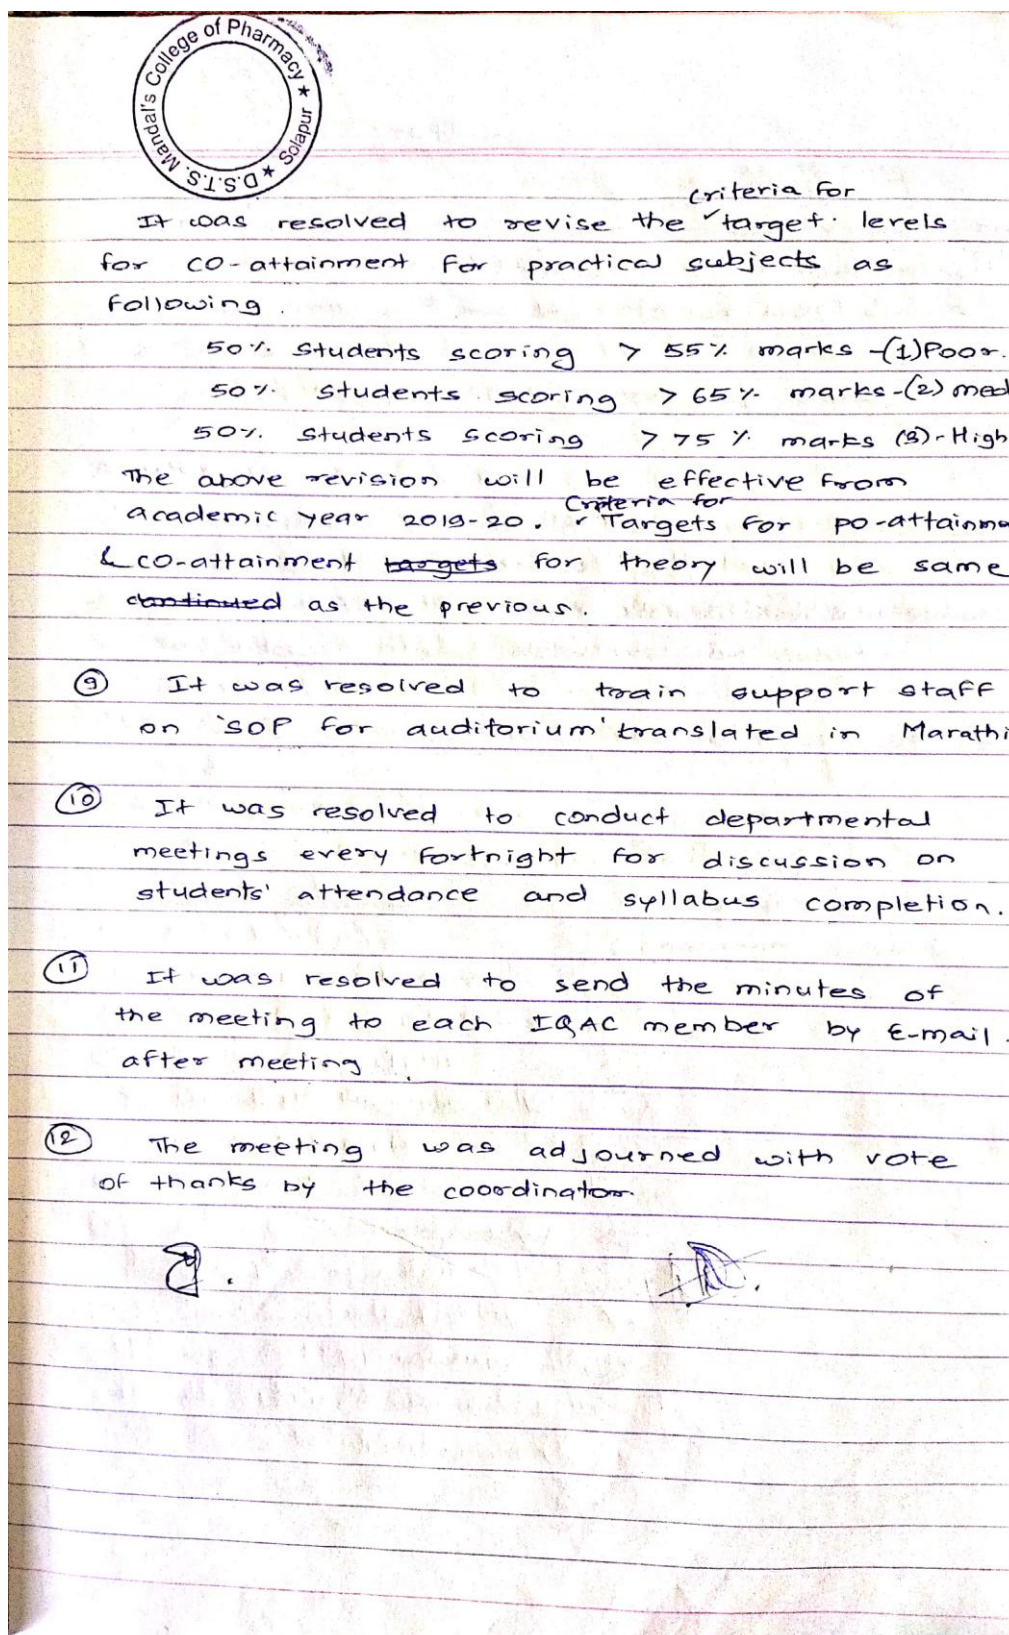 D.S.T.S. Mandal's College of Pharmacy ★ Solapur ★
criteria for
It was resolved to revise the ✓target levels
for CO-attainment for practical subjects as
following.
50% Students scoring > 55% marks -(1)Poor.
50% Students scoring > 65% marks -(2) med
50% Students scoring > 75% marks (3)-High
The above revision will be effective from
Criteria for
academic year 2019-20. ✓Targets for po-attainme
& co-attainment targets for theory will be same
continued as the previous.
⑨ It was resolved to train support staff
on 'SOP for auditorium' translated in Marathi
⑩ It was resolved to conduct departmental
meetings every fortnight for discussion on
students' attendance and syllabus completion.
⑪ It was resolved to send the minutes of
the meeting to each IQAC member by E-mail.
after meeting.
⑫ The meeting was adjourned with vote
of thanks by the coordinator.